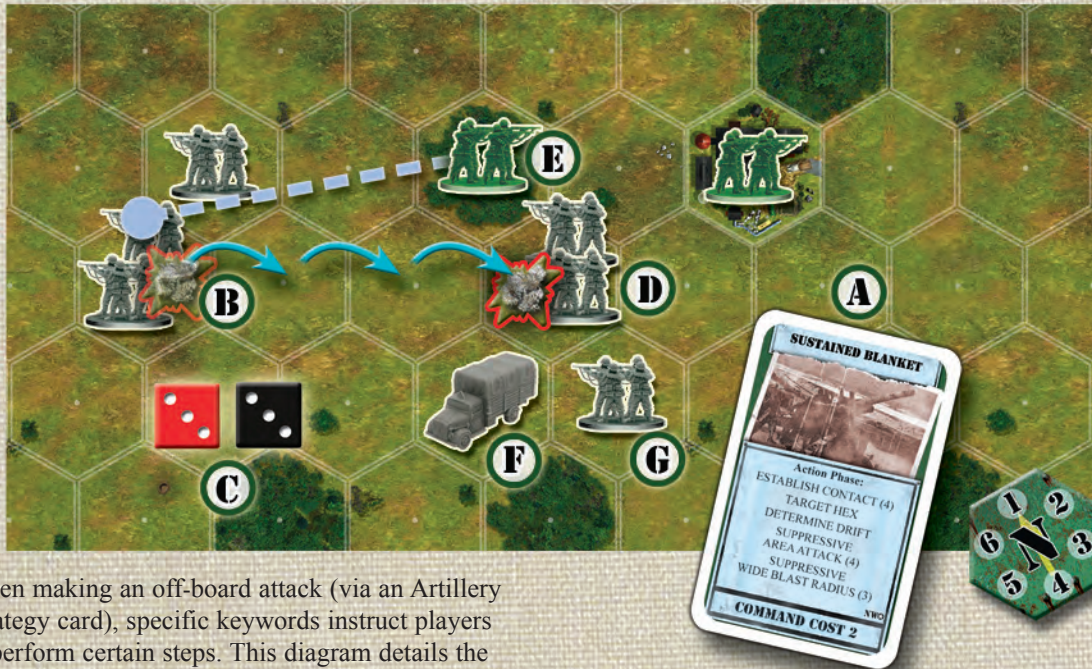 E
B
D
A
C
F
G
SUSTAINED BLANKET
Action Phase:
ESTABLISH CONTACT (4)
TARGET HEX
DETERMINE DRIFT
SUPPRESSIVE
AREA ATTACK (4)
SUPPRESSIVE
WIDE BLAST RADIUS (3)
NWO
COMMAND COST 2
1
2
3
4
5
6
N
en making an off-board attack (via an Artillery
ategy card), specific keywords instruct players
perform certain steps. This diagram details the